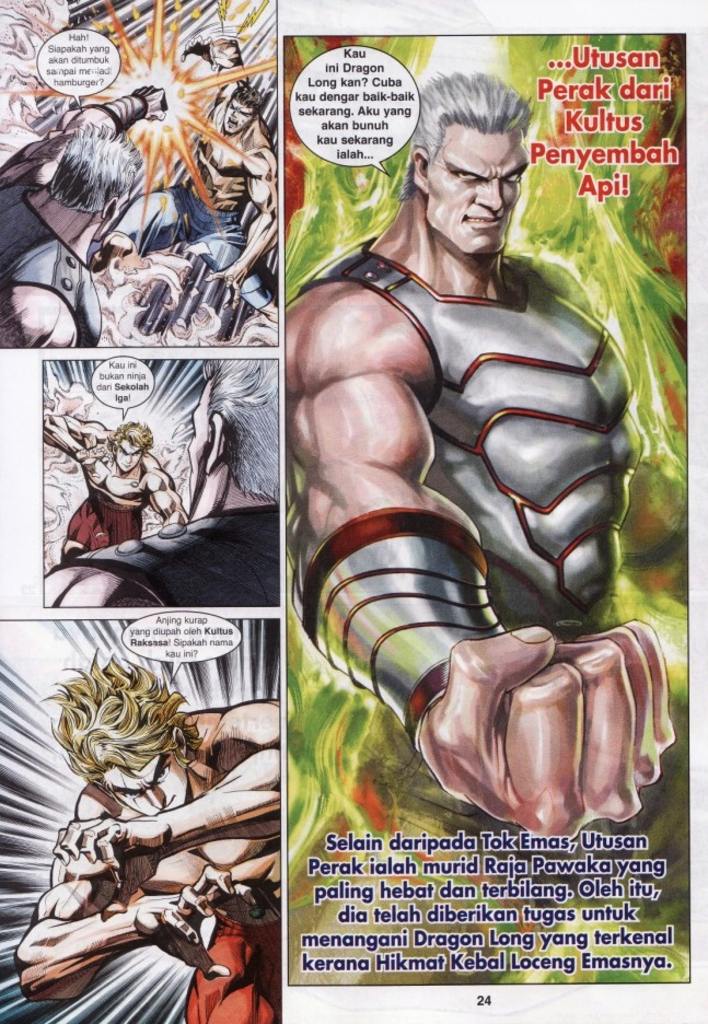 Hah!
Siapakah yang
akan ditumbuk
sampai menjadi
hamburger?
Kau ini
bukan ninja
dari Sekolah
Iga!
Anjing kurap
yang diupah oleh Kultus
Raksasa! Sipakah nama
kau ini?
Kau
ini Dragon
Long kan? Cuba
kau dengar baik-baik
sekarang. Aku yang
akan bunuh
kau sekarang
ialah...
...Utusan
Perak dari
Kultus
Penyembah
Api!
Selain daripada Tok Emas, Utusan
Perak ialah murid Raja Pawaka yang
paling hebat dan terbilang. Oleh itu,
dia telah diberikan tugas untuk
menangani Dragon Long yang terkenal
kerana Hikmat Kebal Loceng Emasnya.
24